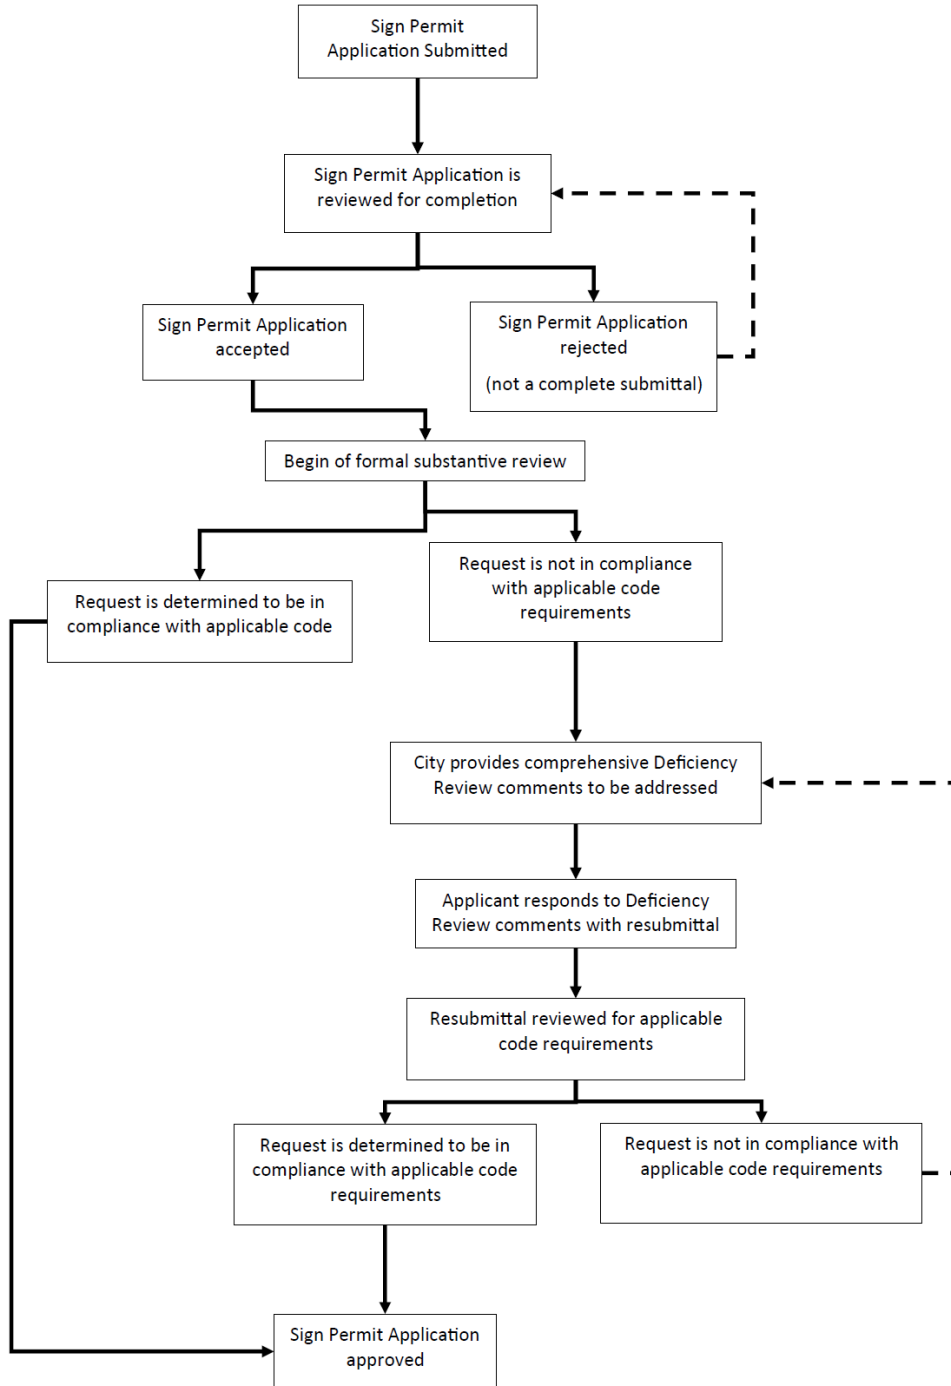 Sign Permit
Application Submitted
Sign Permit Application is
reviewed for completion
Sign Permit Application
accepted
Sign Permit Application
rejected
(not a complete submittal)
Begin of formal substantive review
Request is determined to be in
compliance with applicable code
Request is not in compliance
with applicable code
requirements
City provides comprehensive Deficiency
Review comments to be addressed
Applicant responds to Deficiency
Review comments with resubmittal
Resubmittal reviewed for applicable
code requirements
Request is determined to be in
compliance with applicable code
requirements
Request is not in compliance with
applicable code requirements
Sign Permit Application
approved